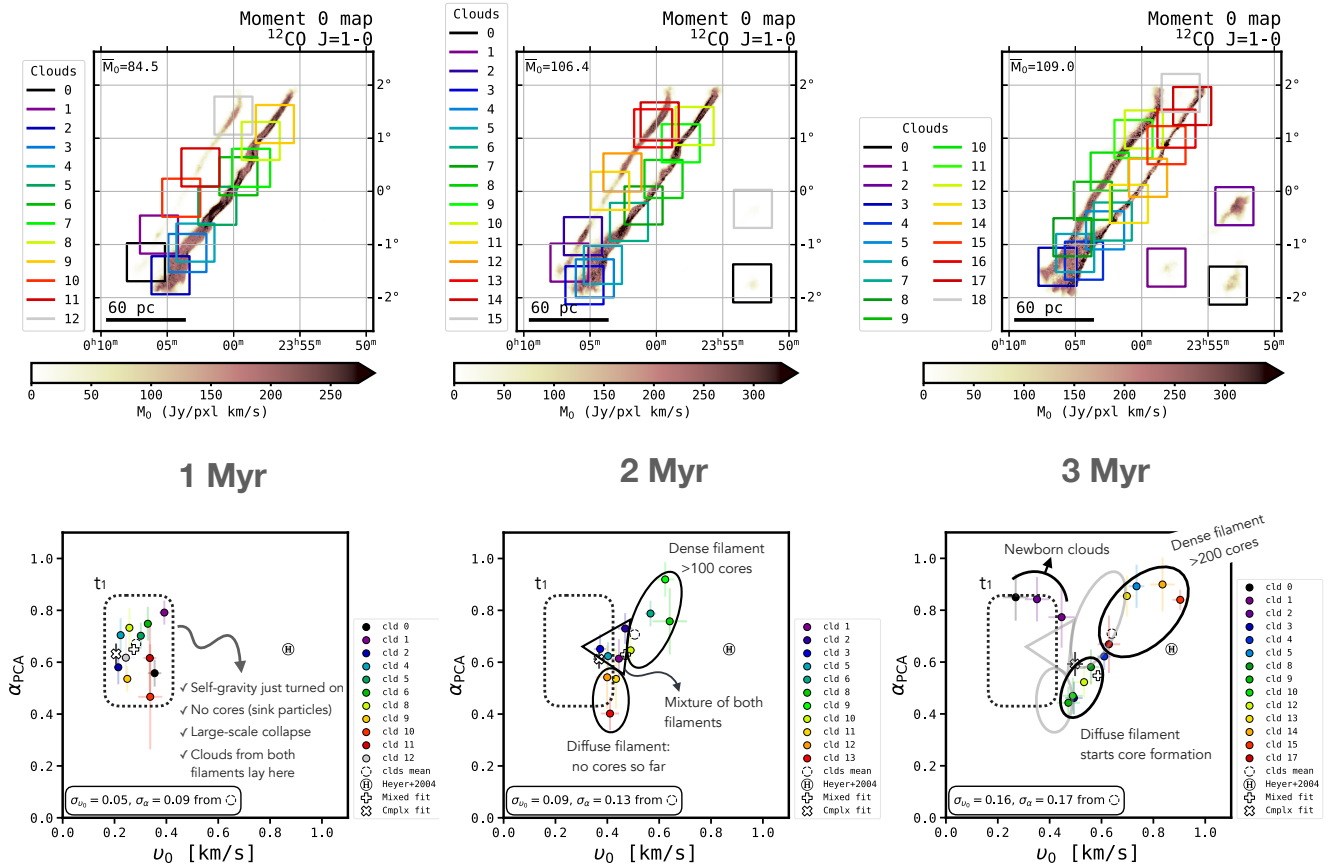 Moment 0 map
¹²CO J=1-0
Clouds
0
1
2
3
4
5
6
7
8
9
10
11
12
M̅₀=84.5
2°
1°
0°
-1°
-2°
60 pc
0ʰ10ᵐ
05ᵐ
00ᵐ
23ʰ55ᵐ
50ᵐ
0
50
100
150
200
250
M₀ (Jy/pxl km/s)
Moment 0 map
¹²CO J=1-0
Clouds
0
1
2
3
4
5
6
7
8
9
10
11
12
13
14
15
M̅₀=106.4
2°
1°
0°
-1°
-2°
60 pc
0ʰ10ᵐ
05ᵐ
00ᵐ
23ʰ55ᵐ
50ᵐ
0
50
100
150
200
250
300
M₀ (Jy/pxl km/s)
Moment 0 map
¹²CO J=1-0
Clouds
0
1
2
3
4
5
6
7
8
9
10
11
12
13
14
15
16
17
18
M̅₀=109.0
2°
1°
0°
-1°
-2°
60 pc
0ʰ10ᵐ
05ᵐ
00ᵐ
23ʰ55ᵐ
50ᵐ
0
50
100
150
200
250
300
M₀ (Jy/pxl km/s)
1 Myr
2 Myr
3 Myr
1.0
0.8
0.6
0.4
0.2
0.0
α_PCA
t₁
H
✓ Self-gravity just turned on
✓ No cores (sink particles)
✓ Large-scale collapse
✓ Clouds from both
filaments lay here
σ_υ₀ = 0.05, σ_α = 0.09 from
0.0
0.2
0.4
0.6
0.8
1.0
υ₀ [km/s]
cld 0
cld 1
cld 2
cld 4
cld 5
cld 6
cld 8
cld 9
cld 10
cld 11
cld 12
clds mean
Heyer+2004
Mixed fit
Cmplx fit
1.0
0.8
0.6
0.4
0.2
0.0
α_PCA
t₁
Dense filament
>100 cores
H
Mixture of both
filaments
Diffuse filament:
no cores so far
σ_υ₀ = 0.09, σ_α = 0.13 from
0.0
0.2
0.4
0.6
0.8
1.0
υ₀ [km/s]
cld 1
cld 2
cld 3
cld 5
cld 6
cld 8
cld 9
cld 10
cld 11
cld 12
cld 13
clds mean
Heyer+2004
Mixed fit
Cmplx fit
1.0
0.8
0.6
0.4
0.2
0.0
α_PCA
t₁
Newborn clouds
Dense filament
>200 cores
H
Diffuse filament
starts core formation
σ_υ₀ = 0.16, σ_α = 0.17 from
0.0
0.2
0.4
0.6
0.8
1.0
υ₀ [km/s]
cld 0
cld 1
cld 2
cld 3
cld 4
cld 5
cld 8
cld 9
cld 10
cld 12
cld 13
cld 14
cld 15
cld 17
clds mean
Heyer+2004
Mixed fit
Cmplx fit